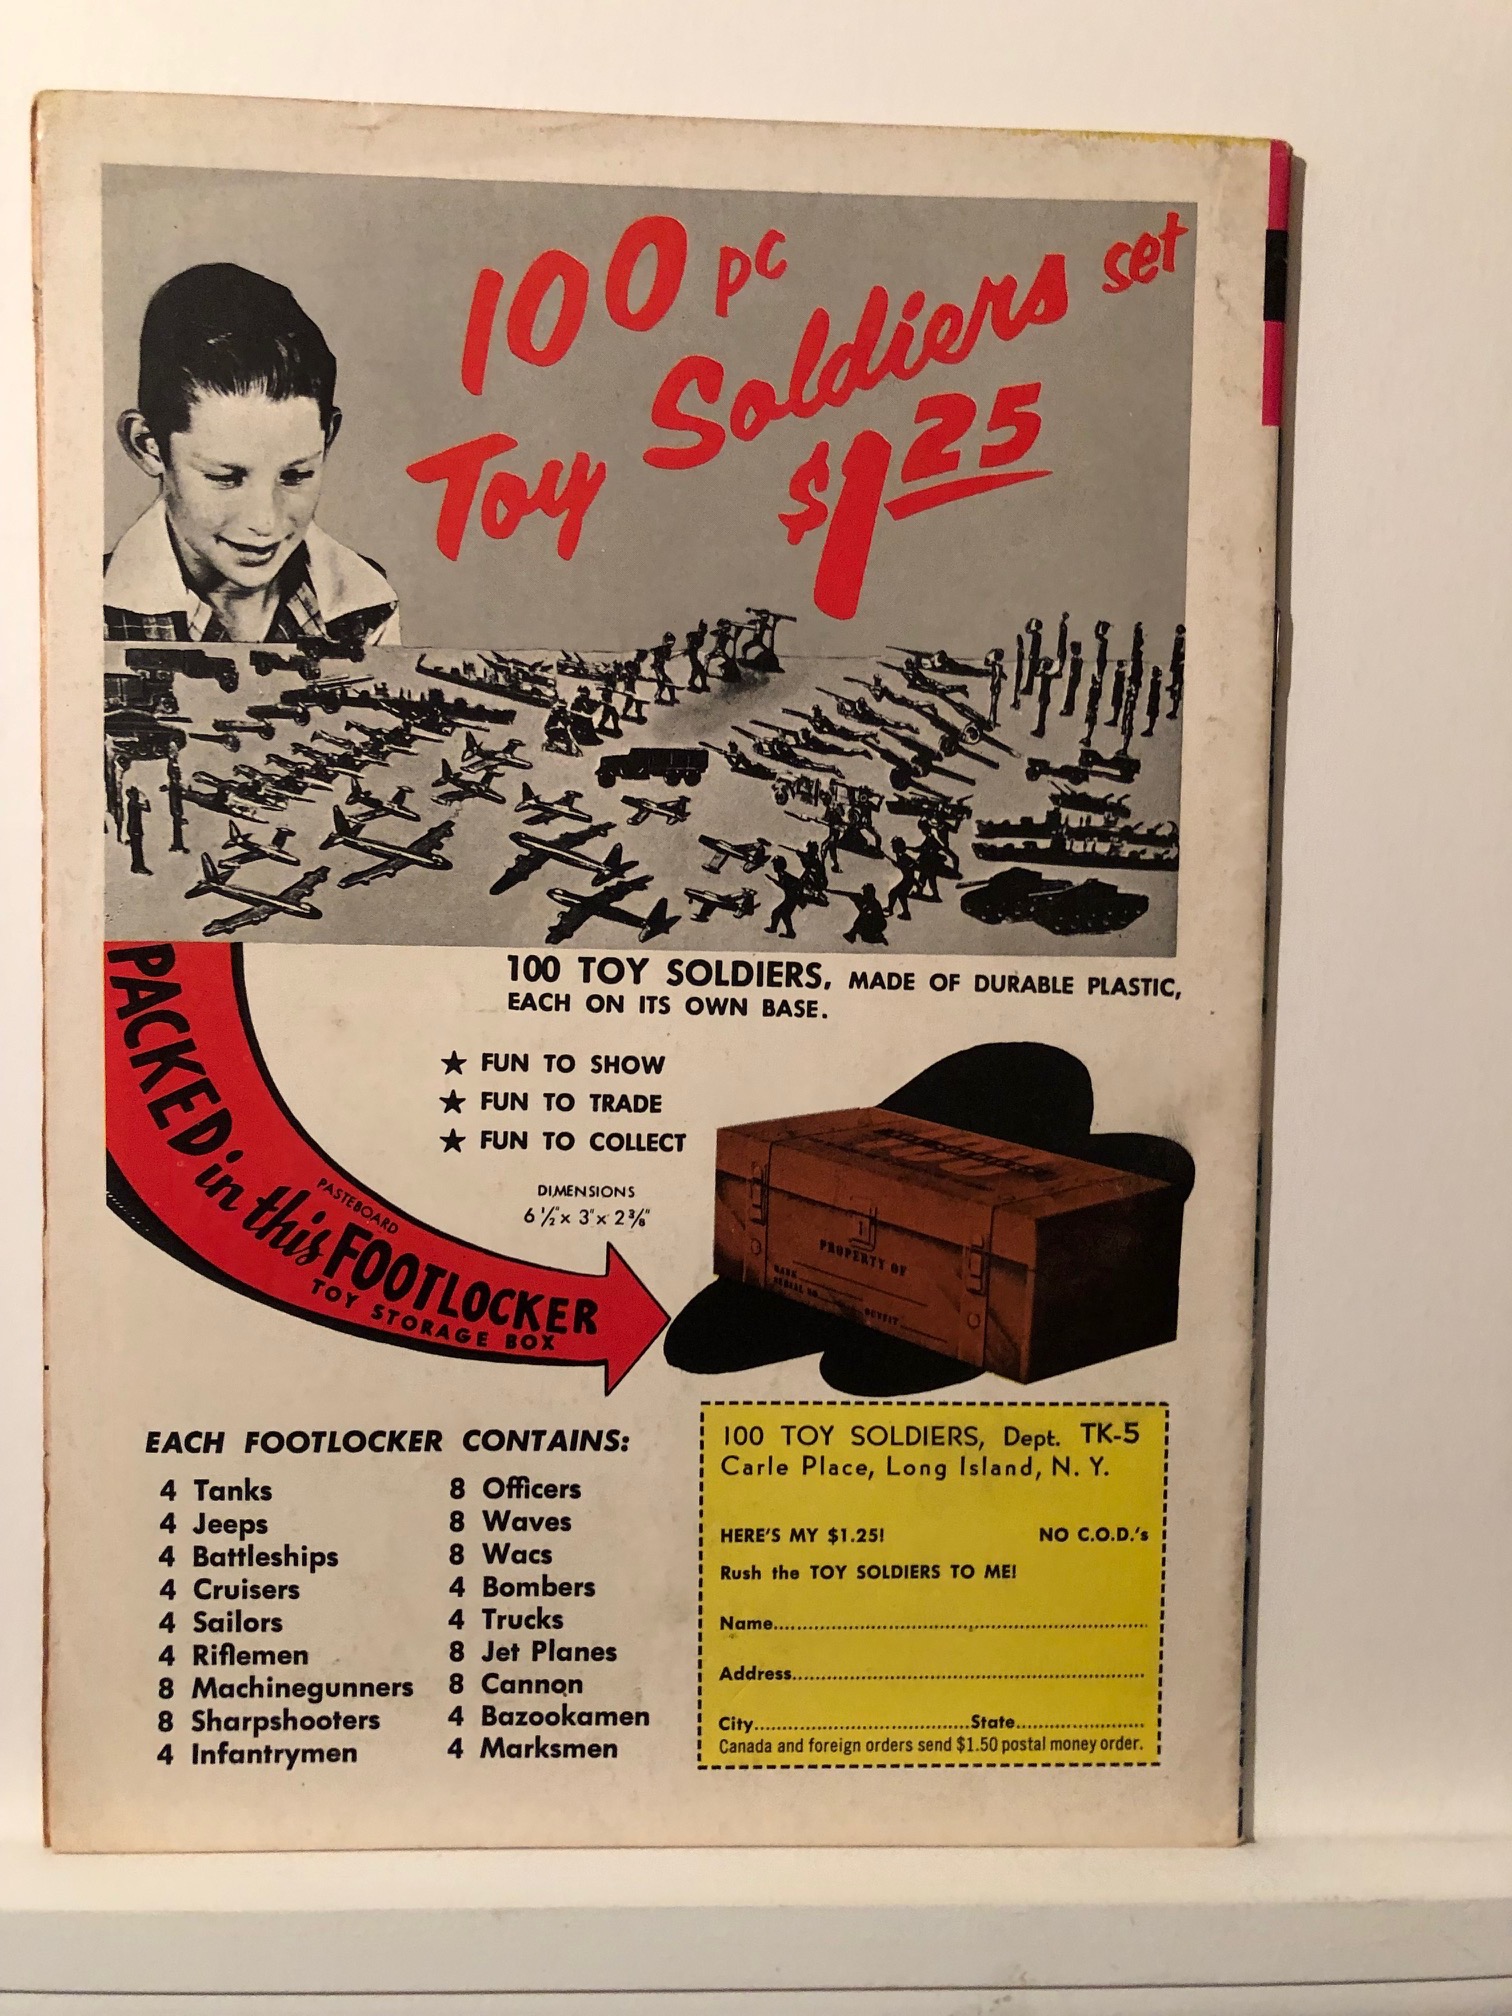 100 pc
Toy Soldiers set
$1.25
100 TOY SOLDIERS, MADE OF DURABLE PLASTIC,
EACH ON ITS OWN BASE.
★ FUN TO SHOW
★ FUN TO TRADE
★ FUN TO COLLECT
DIMENSIONS
6 ½" x 3" x 2 ⅜"
PACKED in this PASTEBOARD FOOTLOCKER
TOY STORAGE BOX
PROPERTY OF
SERIAL NO. OUTFIT
EACH FOOTLOCKER CONTAINS:
4 Tanks
4 Jeeps
4 Battleships
4 Cruisers
4 Sailors
4 Riflemen
8 Machinegunners
8 Sharpshooters
4 Infantrymen
8 Officers
8 Waves
8 Wacs
4 Bombers
4 Trucks
8 Jet Planes
8 Cannon
4 Bazookamen
4 Marksmen
100 TOY SOLDIERS, Dept. TK-5
Carle Place, Long Island, N. Y.
HERE'S MY $1.25! NO C.O.D.'s
Rush the TOY SOLDIERS TO ME!
Name
Address
City State
Canada and foreign orders send $1.50 postal money order.